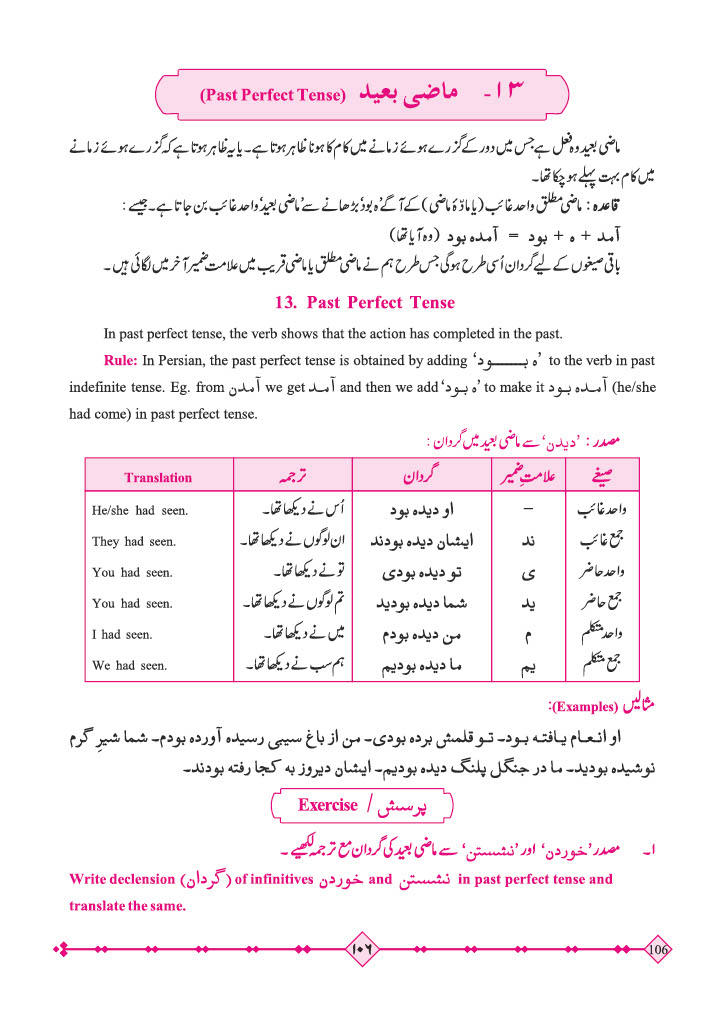 ۱۳۔ ماضی بعید (Past Perfect Tense)
ماضی بعید وہ فعل ہے جس میں دور کے گزرے ہوئے زمانے میں کام کا ہونا ظاہر ہوتا ہے۔ یا یہ ظاہر ہوتا ہے کہ گزرے ہوئے زمانے
میں کام بہت پہلے ہو چکا تھا۔
قاعدہ : ماضی مطلق واحد غائب (یا مادّۂ ماضی) کے آگے ’ہ بود‘ بڑھانے سے ’ماضی بعید‘ واحد غائب بن جاتا ہے۔ جیسے :
آمد + ہ + بود = آمدہ بود (وہ آیا تھا)
باقی صیغوں کے لیے گردان اُسی طرح ہوگی جس طرح ہم نے ماضی مطلق یا ماضی قریب میں علامت ضمیر آخر میں لگائی ہیں۔
13. Past Perfect Tense
In past perfect tense, the verb shows that the action has completed in the past.
Rule: In Persian, the past perfect tense is obtained by adding ‘ہ بـــــود’ to the verb in past
indefinite tense. Eg. from آمدن we get آمـد and then we add ‘ہ بـود’ to make it آمـدہ بـود (he/she
had come) in past perfect tense.
مصدر : ’دیدن‘ سے ماضی بعید میں گردان :
صیغے علامتِ ضمیر گردان ترجمہ Translation
واحد غائب – او دیدہ بود اُس نے دیکھا تھا۔ He/she had seen.
جمع غائب ند ایشان دیدہ بودند ان لوگوں نے دیکھا تھا۔ They had seen.
واحد حاضر ی تو دیدہ بودی تو نے دیکھا تھا۔ You had seen.
جمع حاضر ید شما دیدہ بودید تم لوگوں نے دیکھا تھا۔ You had seen.
واحد متکلم م من دیدہ بودم میں نے دیکھا تھا۔ I had seen.
جمع متکلم یم ما دیدہ بودیم ہم سب نے دیکھا تھا۔ We had seen.
مثالیں (Examples):
او انـعـام یـافـتـہ بـود۔ تـو قلمش بردہ بودی۔ من از باغ سیبی رسیدہ آوردہ بودم۔ شما شیرِ گرم
نوشیدہ بودید۔ ما در جنگل پلنگ دیدہ بودیم۔ ایشان دیروز بہ کجا رفتہ بودند۔
پرسش / Exercise
۱۔ مصدر ’خوردن‘ اور ’نشستن‘ سے ماضی بعید کی گردان مع ترجمہ لکھیے۔
Write declension (گردان) of infinitives خوردن and نشستن in past perfect tense and
translate the same.
۱۰۶
106